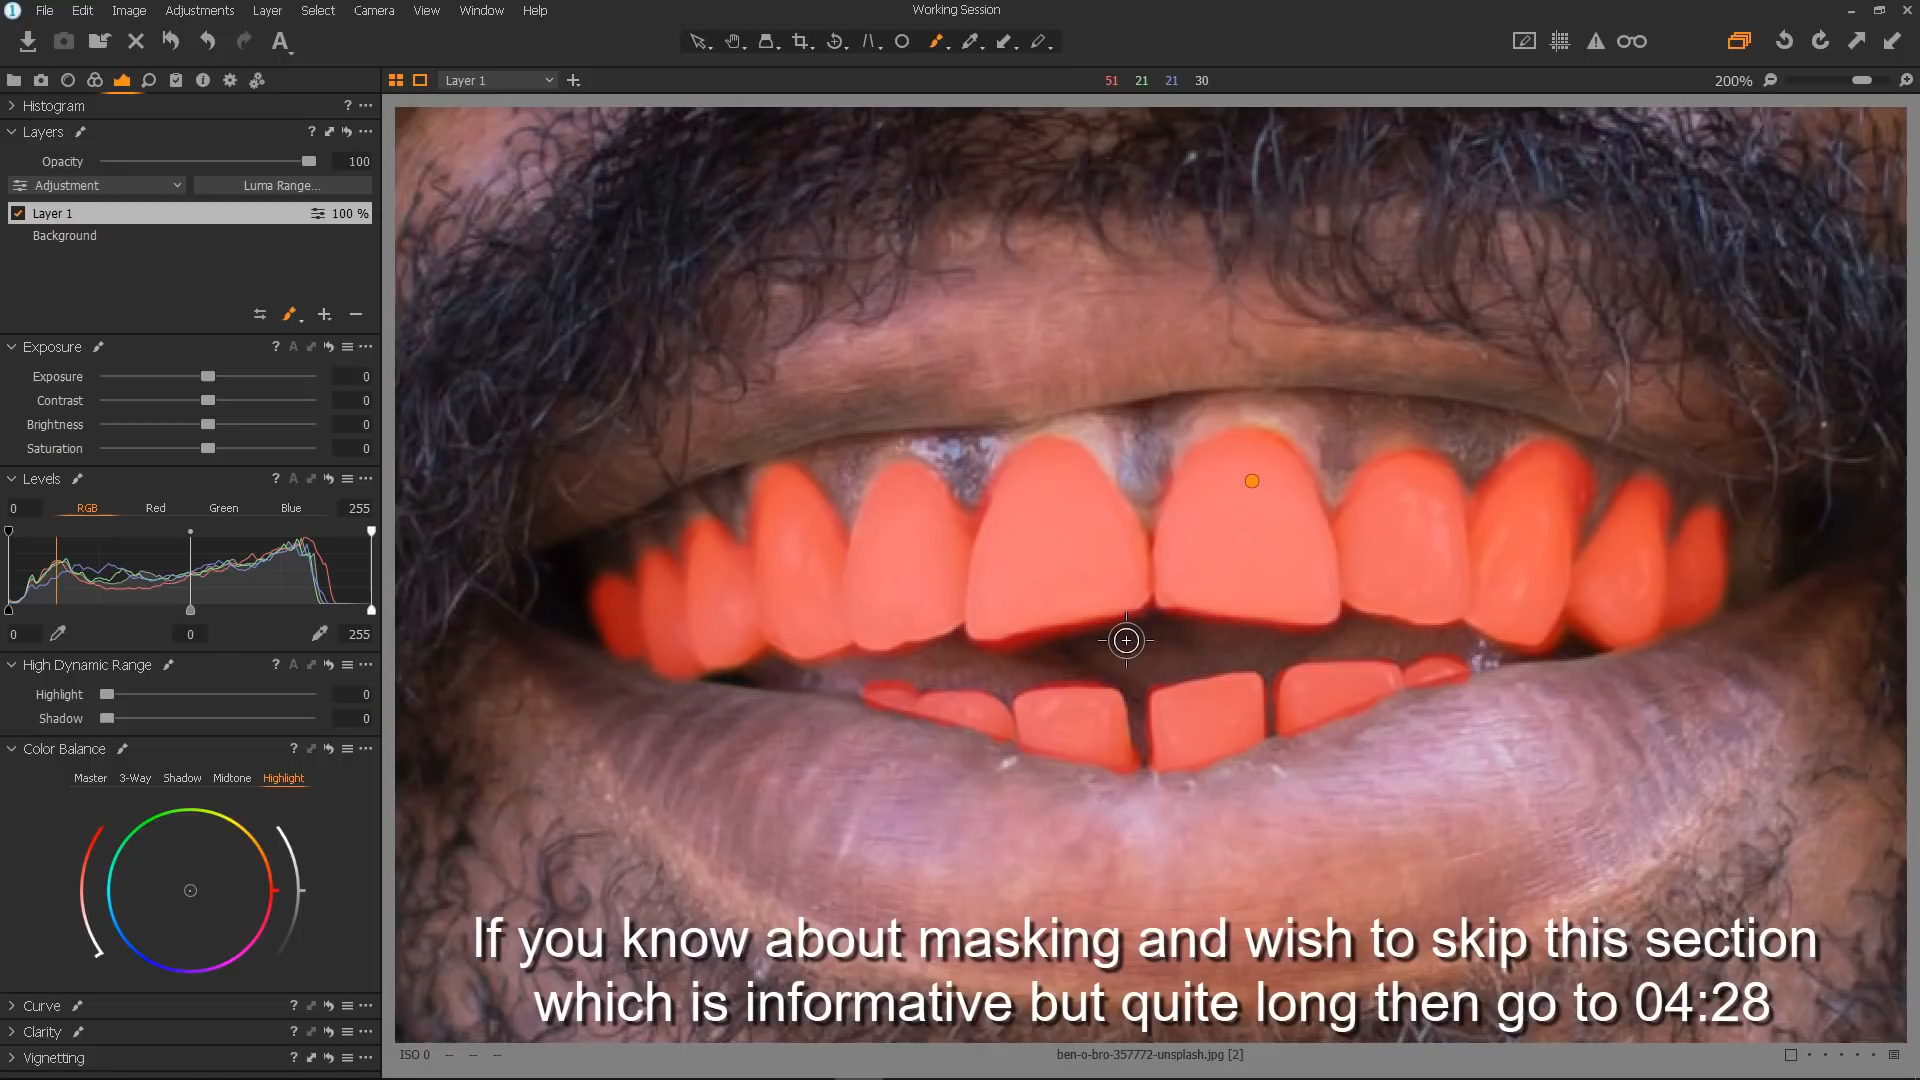 File Edit Image Adjustments Layer Select Camera View Window Help
Working Session
Layer 1
51 21 21 30
200%
Histogram
Layers
Opacity 100
Adjustment Luma Range...
Layer 1 100 %
Background
Exposure
Exposure 0
Contrast 0
Brightness 0
Saturation 0
Levels
0 RGB Red Green Blue 255
0 0 255
High Dynamic Range
Highlight 0
Shadow 0
Color Balance
Master 3-Way Shadow Midtone Highlight
Curve
Clarity
Vignetting
If you know about masking and wish to skip this section
which is informative but quite long then go to 04:28
ISO 0 -- -- --
ben-o-bro-357772-unsplash.jpg [2]